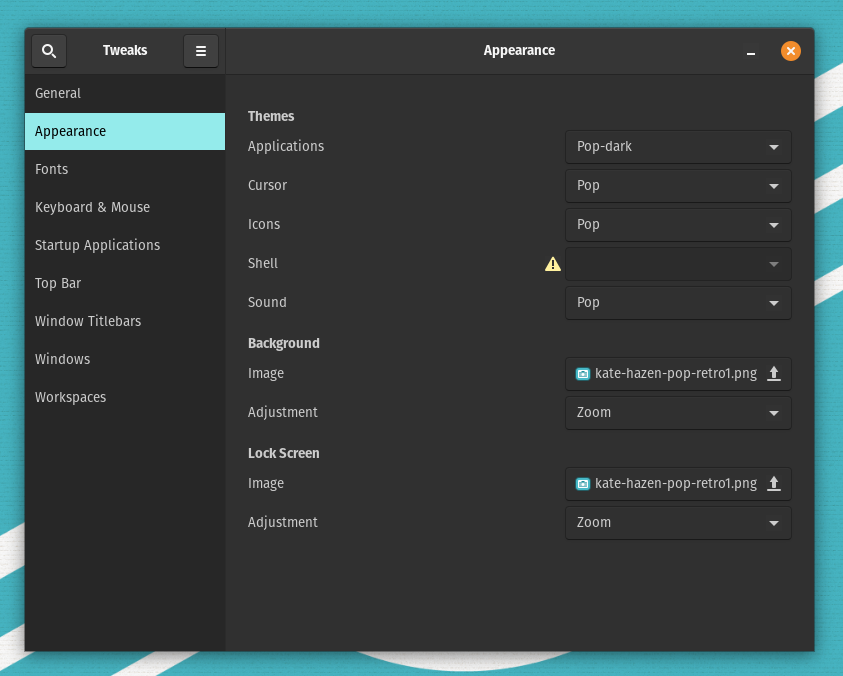 Tweaks
Appearance
General
Appearance
Fonts
Keyboard & Mouse
Startup Applications
Top Bar
Window Titlebars
Windows
Workspaces
Themes
Applications Pop-dark
Cursor Pop
Icons Pop
Shell
Sound Pop
Background
Image kate-hazen-pop-retro1.png
Adjustment Zoom
Lock Screen
Image kate-hazen-pop-retro1.png
Adjustment Zoom